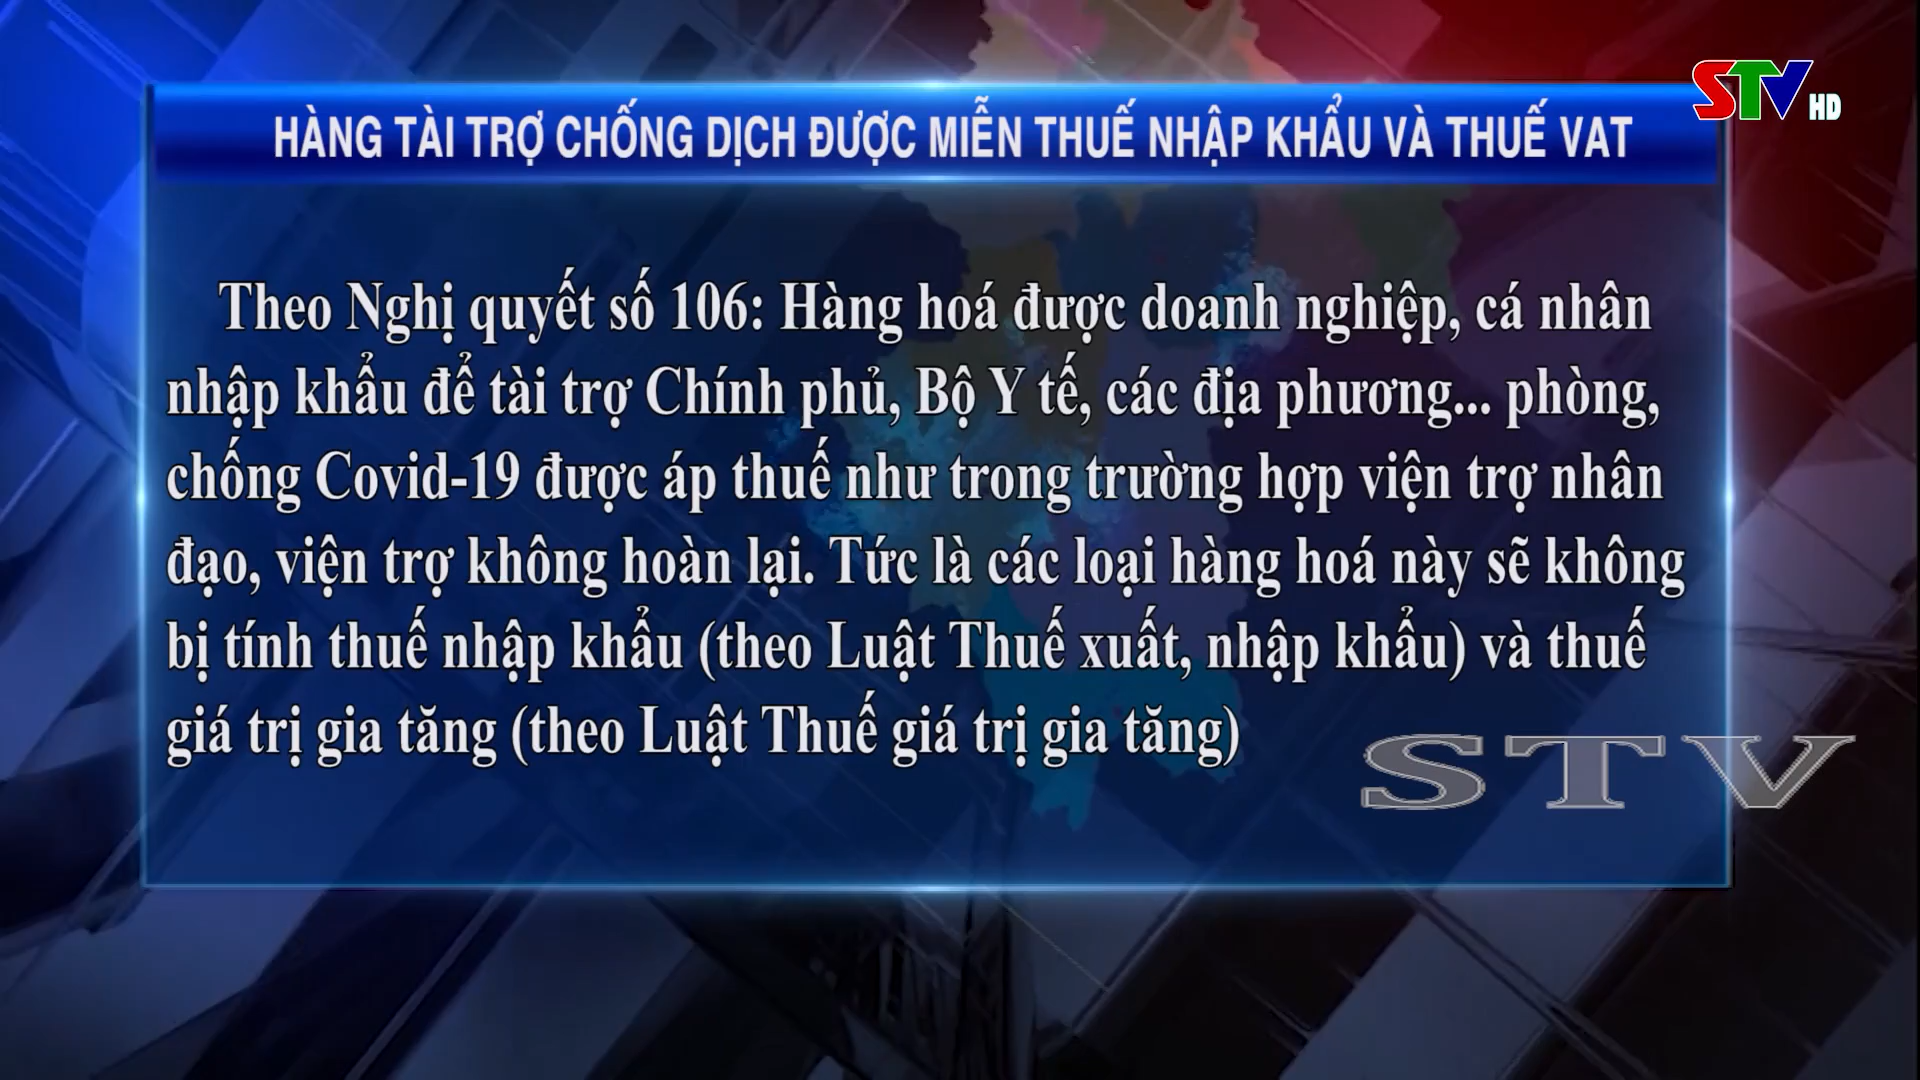 STV HD
HÀNG TÀI TRỢ CHỐNG DỊCH ĐƯỢC MIỄN THUẾ NHẬP KHẨU VÀ THUẾ VAT
Theo Nghị quyết số 106: Hàng hoá được doanh nghiệp, cá nhân
nhập khẩu để tài trợ Chính phủ, Bộ Y tế, các địa phương... phòng,
chống Covid-19 được áp thuế như trong trường hợp viện trợ nhân
đạo, viện trợ không hoàn lại. Tức là các loại hàng hoá này sẽ không
bị tính thuế nhập khẩu (theo Luật Thuế xuất, nhập khẩu) và thuế
giá trị gia tăng (theo Luật Thuế giá trị gia tăng)
STV